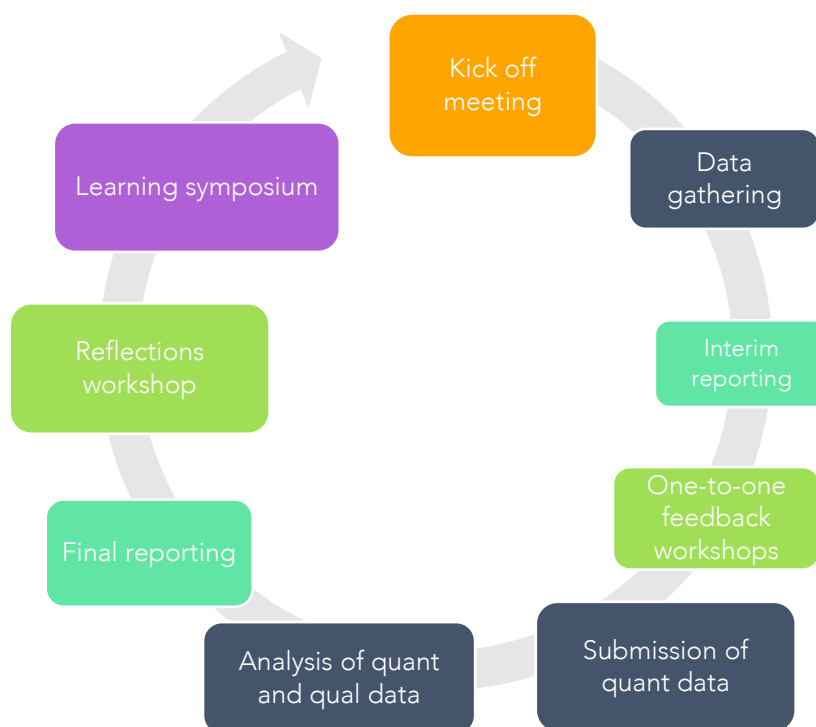 Kick off
meeting
Data
gathering
Interim
reporting
One-to-one
feedback
workshops
Submission of
quant data
Analysis of quant
and qual data
Final reporting
Reflections
workshop
Learning symposium